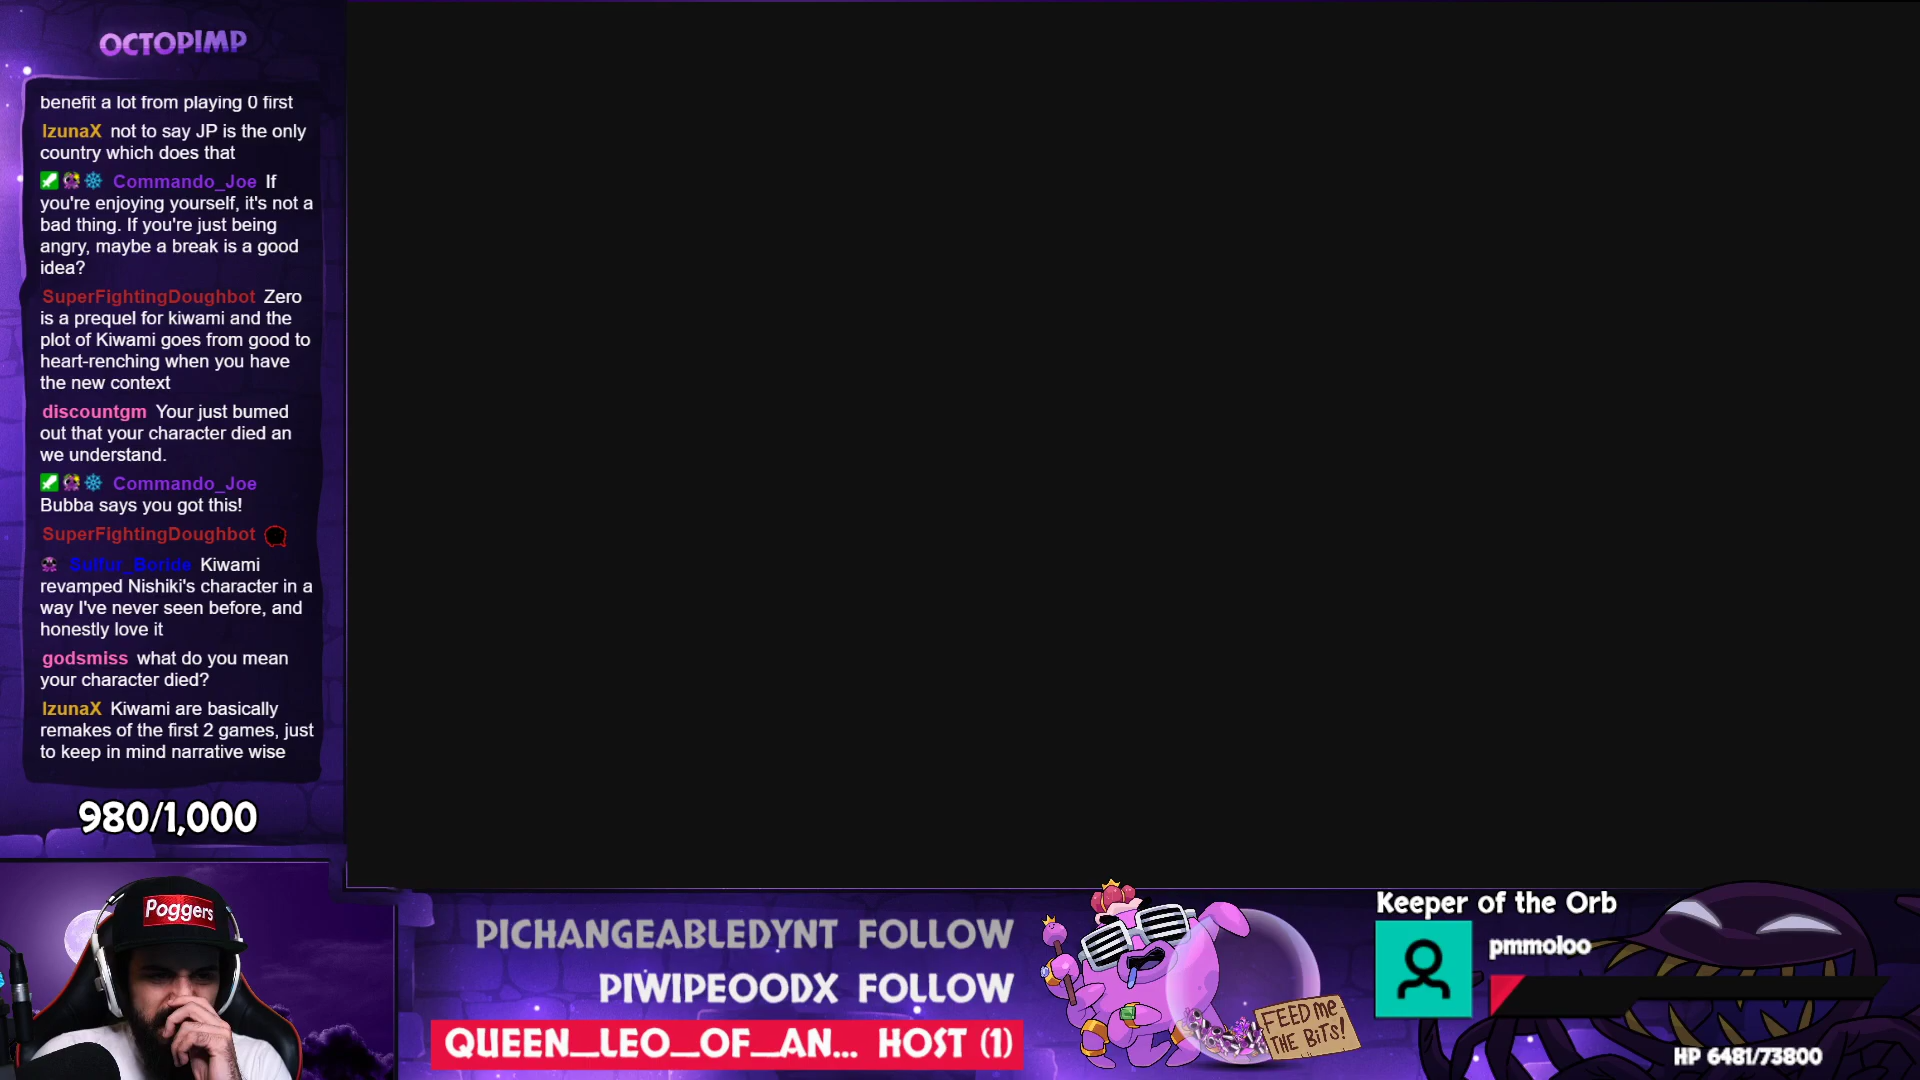 OCTOPIMP
benefit a lot from playing 0 first
IzunaX not to say JP is the only
country which does that
Commando_Joe If
you're enjoying yourself, it's not a
bad thing. If you're just being
angry, maybe a break is a good
idea?
SuperFightingDoughbot Zero
is a prequel for kiwami and the
plot of Kiwami goes from good to
heart-renching when you have
the new context
discountgm Your just bumed
out that your character died an
we understand.
Commando_Joe
Bubba says you got this!
SuperFightingDoughbot
Sulfur_Boride Kiwami
revamped Nishiki's character in a
way I've never seen before, and
honestly love it
godsmiss what do you mean
your character died?
IzunaX Kiwami are basically
remakes of the first 2 games, just
to keep in mind narrative wise
980/1,000
Poggers
PICHANGEABLEDYNT FOLLOW
PIWIPEOODX FOLLOW
QUEEN_LEO_OF_AN... HOST (1)
FEED ME
THE BITS!
Keeper of the Orb
pmmoloo
HP 6481/73800